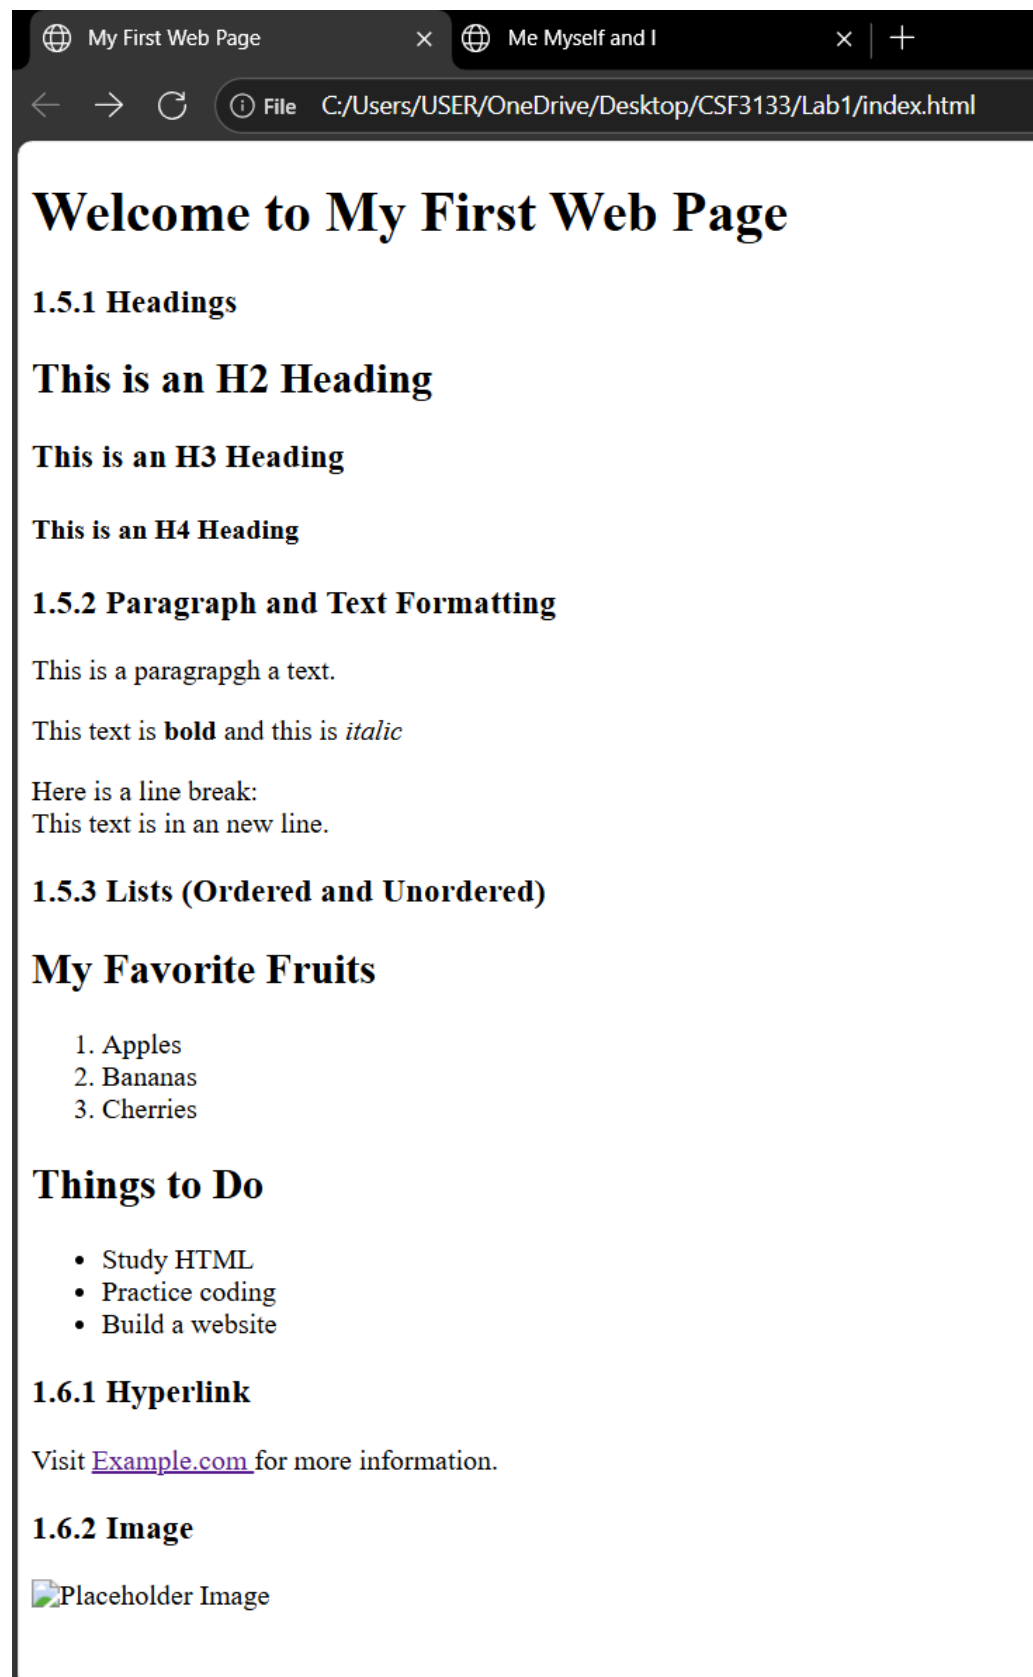 My First Web Page
Me Myself and I
File C:/Users/USER/OneDrive/Desktop/CSF3133/Lab1/index.html
Welcome to My First Web Page
1.5.1 Headings
This is an H2 Heading
This is an H3 Heading
This is an H4 Heading
1.5.2 Paragraph and Text Formatting
This is a paragrapgh a text.
This text is bold and this is italic
Here is a line break:
This text is in an new line.
1.5.3 Lists (Ordered and Unordered)
My Favorite Fruits
1. Apples
2. Bananas
3. Cherries
Things to Do
• Study HTML
• Practice coding
• Build a website
1.6.1 Hyperlink
Visit Example.com for more information.
1.6.2 Image
Placeholder Image